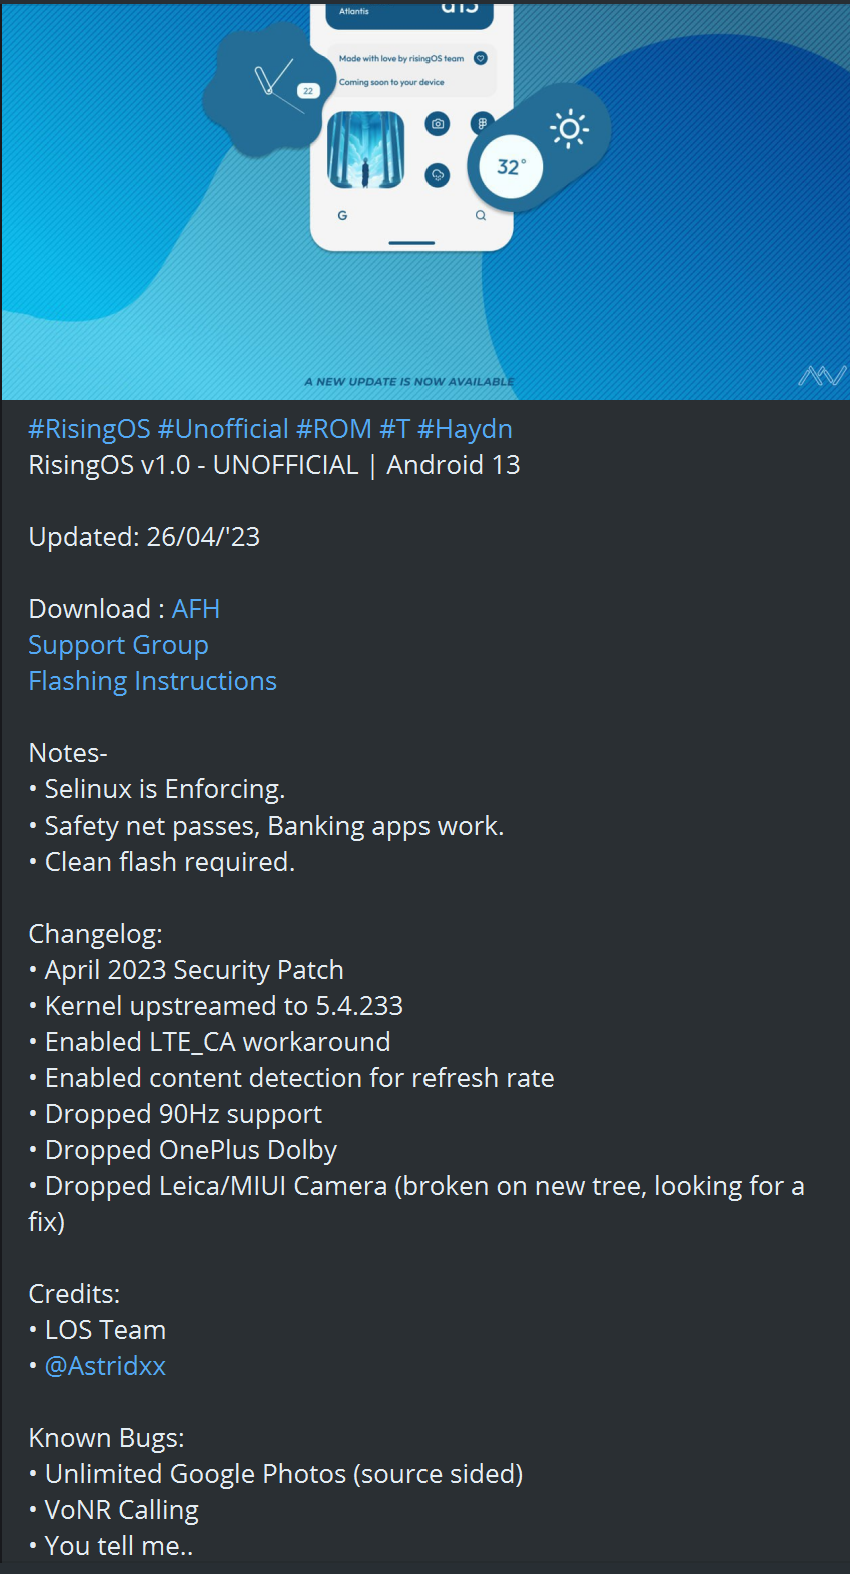 Atlantis
Made with love by risingOS team
22
Coming soon to your device
32°
G
A NEW UPDATE IS NOW AVAILABLE
#RisingOS #Unofficial #ROM #T #Haydn
RisingOS v1.0 - UNOFFICIAL | Android 13
Updated: 26/04/'23
Download : AFH
Support Group
Flashing Instructions
Notes-
• Selinux is Enforcing.
• Safety net passes, Banking apps work.
• Clean flash required.
Changelog:
• April 2023 Security Patch
• Kernel upstreamed to 5.4.233
• Enabled LTE_CA workaround
• Enabled content detection for refresh rate
• Dropped 90Hz support
• Dropped OnePlus Dolby
• Dropped Leica/MIUI Camera (broken on new tree, looking for a
fix)
Credits:
• LOS Team
• @Astridxx
Known Bugs:
• Unlimited Google Photos (source sided)
• VoNR Calling
• You tell me..